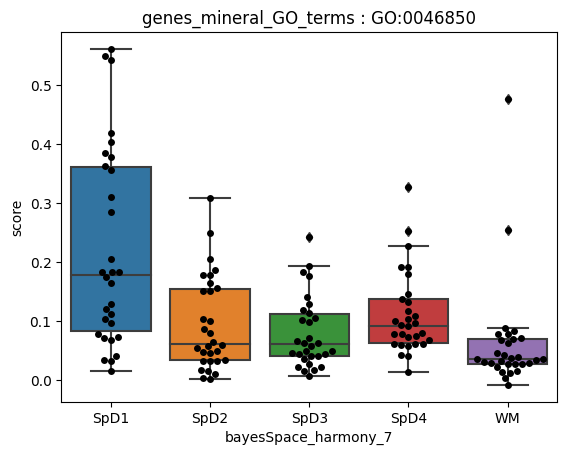 genes_mineral_GO_terms : GO:0046850
score
0.5
0.4
0.3
0.2
0.1
0.0
SpD1 SpD2 SpD3 SpD4 WM
bayesSpace_harmony_7